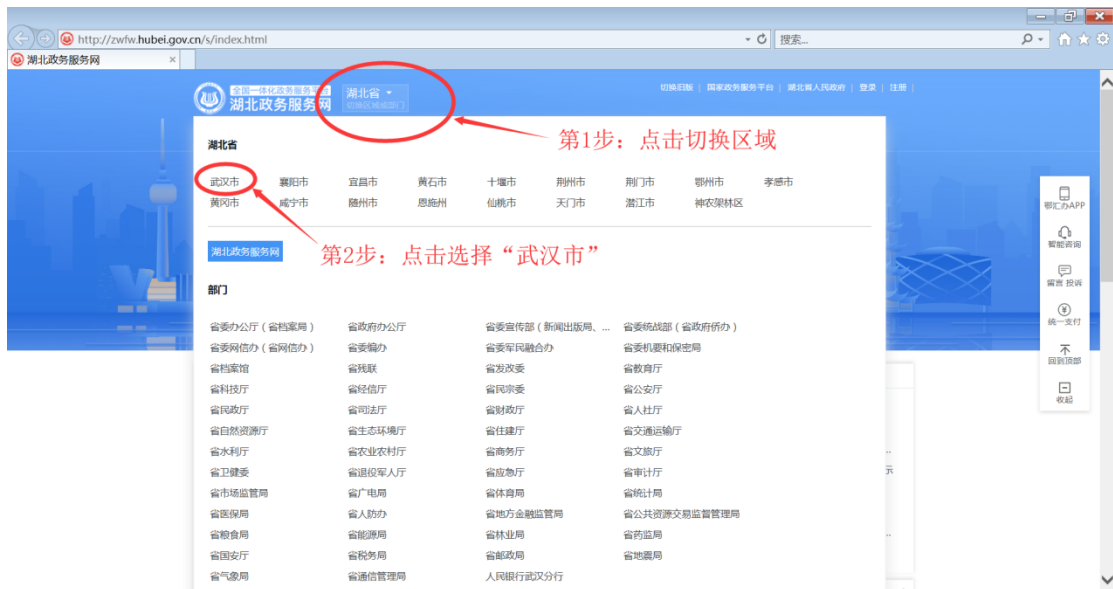 http://zwfw.hubei.gov.cn/s/index.html
搜索...
湖北政务服务网
全国一体化政务服务平台
湖北政务服务网
湖北省
切换区域或部门
切换旧版 | 国家政务服务平台 | 湖北省人民政府 | 登录 | 注册 |
第1步：点击切换区域
湖北省
武汉市 襄阳市 宜昌市 黄石市 十堰市 荆州市 荆门市 鄂州市 孝感市
黄冈市 咸宁市 随州市 恩施州 仙桃市 天门市 潜江市 神农架林区
湖北政务服务网
第2步：点击选择“武汉市”
部门
省委办公厅（省档案局） 省政府办公厅 省委宣传部（新闻出版局、... 省委统战部（省政府侨办）
省委网信办（省网信办） 省委编办 省委军民融合办 省委机要和保密局
省档案馆 省残联 省发改委 省教育厅
省科技厅 省经信厅 省民宗委 省公安厅
省民政厅 省司法厅 省财政厅 省人社厅
省自然资源厅 省生态环境厅 省住建厅 省交通运输厅
省水利厅 省农业农村厅 省商务厅 省文旅厅
省卫健委 省退役军人厅 省应急厅 省审计厅
省市场监管局 省广电局 省体育局 省统计局
省医保局 省人防办 省地方金融监管局 省公共资源交易监督管理局
省粮食局 省能源局 省林业局 省药监局
省国安厅 省税务局 省邮政局 省地震局
省气象局 省通信管理局 人民银行武汉分行
鄂汇办APP
智能咨询
留言 投诉
统一支付
回到顶部
收起
..
示
..